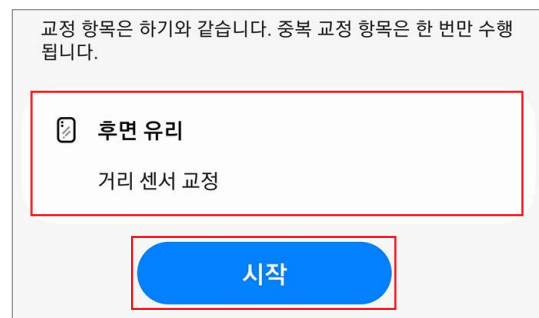 교정 항목은 하기와 같습니다. 중복 교정 항목은 한 번만 수행
됩니다.
후면 유리
거리 센서 교정
시작